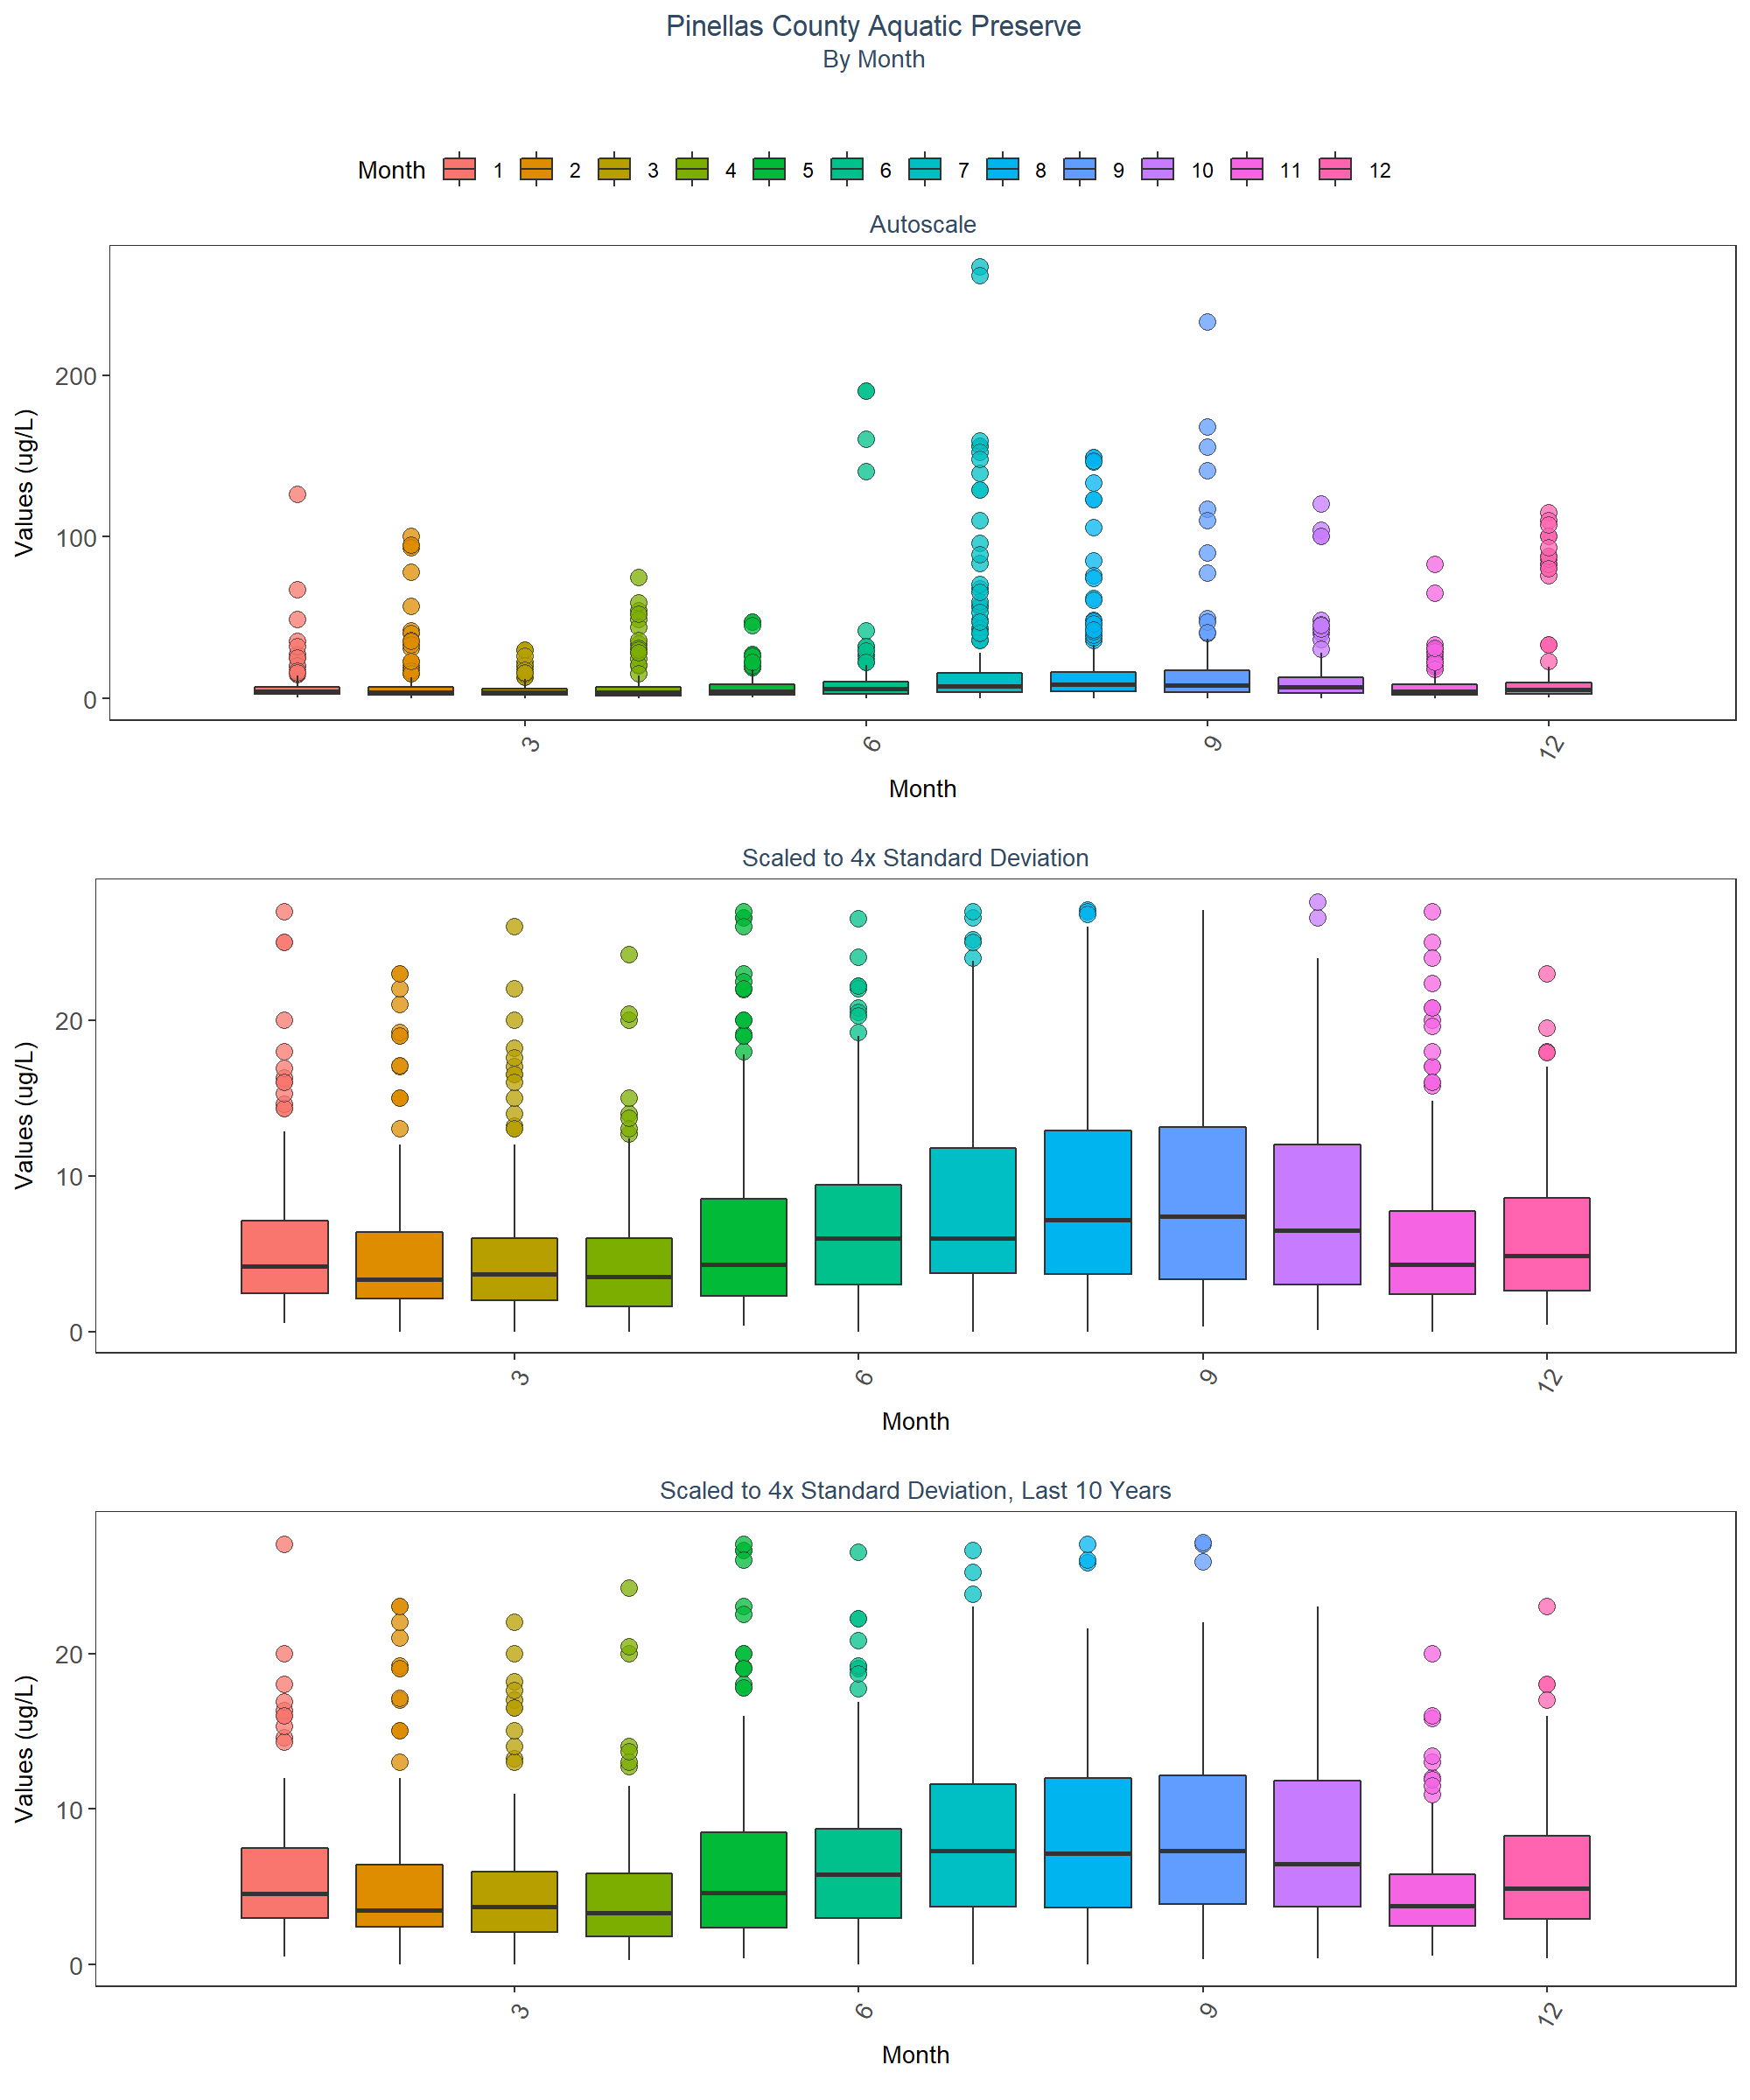 Pinellas County Aquatic Preserve
By Month
Month 1 2 3 4 5 6 7 8 9 10 11 12
Autoscale
Values (ug/L)
200
100
0
3 6 9 12
Month
Scaled to 4x Standard Deviation
Values (ug/L)
20
10
0
3 6 9 12
Month
Scaled to 4x Standard Deviation, Last 10 Years
Values (ug/L)
20
10
0
3 6 9 12
Month